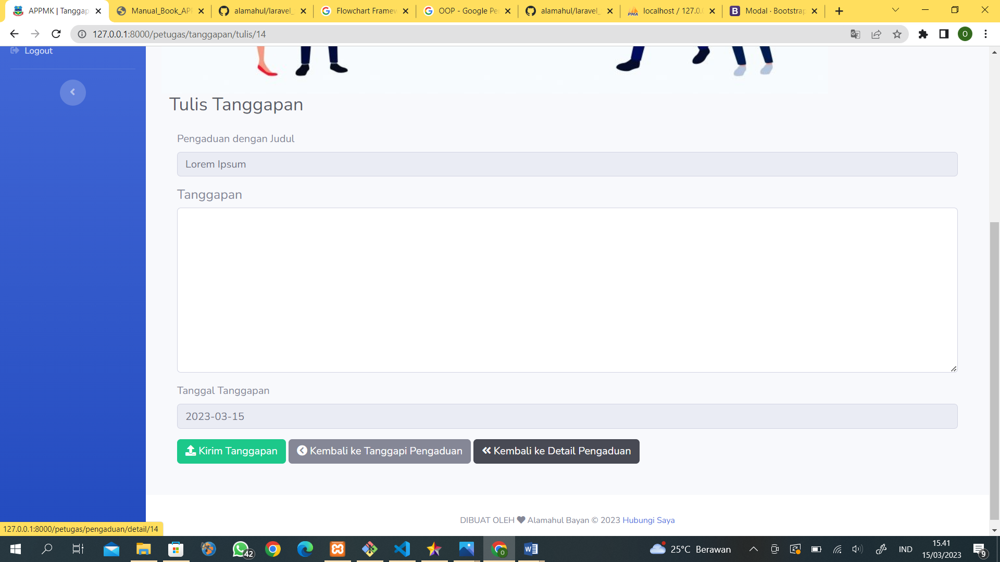 APPMK | Tanggap
Manual_Book_AP
alamahul/laravel_
Flowchart Framew
OOP - Google Pe
alamahul/laravel_
localhost / 127.0.0
Modal · Bootstrap
127.0.0.1:8000/petugas/tanggapan/tulis/14
O
Logout
Tulis Tanggapan
Pengaduan dengan Judul
Lorem Ipsum
Tanggapan
Tanggal Tanggapan
2023-03-15
Kirim Tanggapan
Kembali ke Tanggapi Pengaduan
Kembali ke Detail Pengaduan
DIBUAT OLEH Alamahul Bayan © 2023 Hubungi Saya
127.0.0.1:8000/petugas/pengaduan/detail/14
42
25°C Berawan
IND
15.41
15/03/2023
9